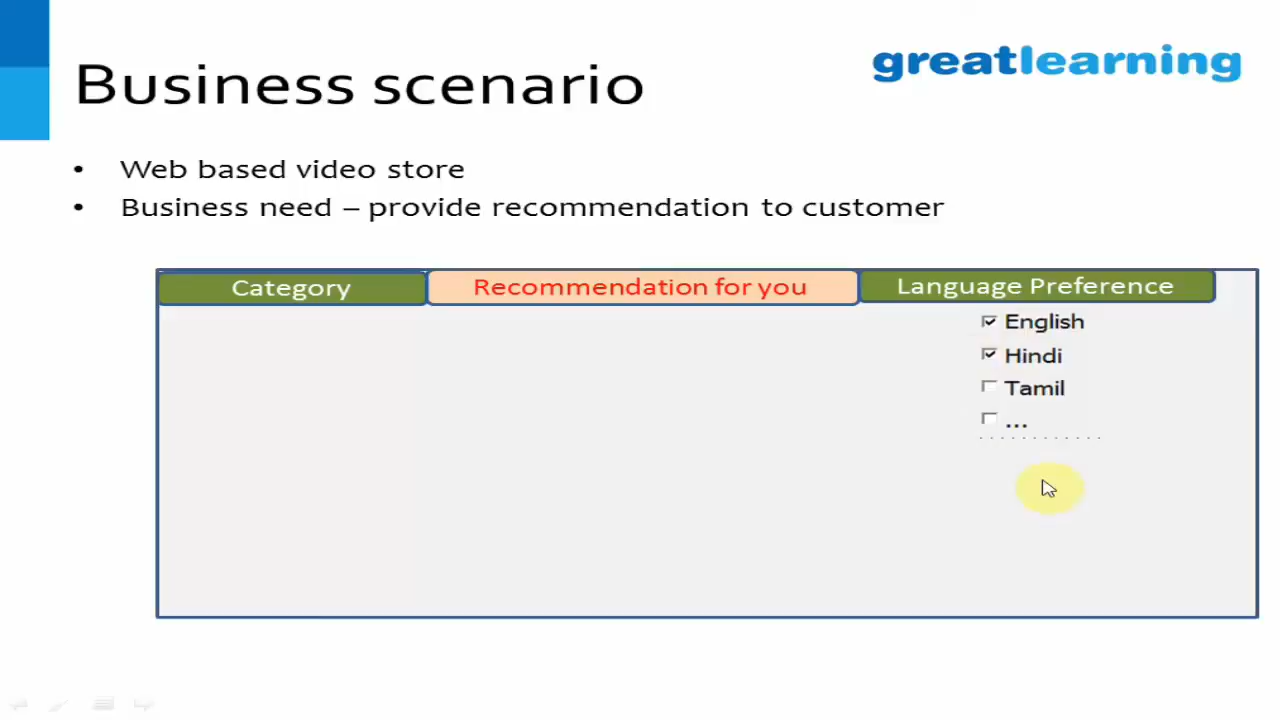 greatlearning
Business scenario
• Web based video store
• Business need – provide recommendation to customer
Category
Recommendation for you
Language Preference
English
Hindi
Tamil
...